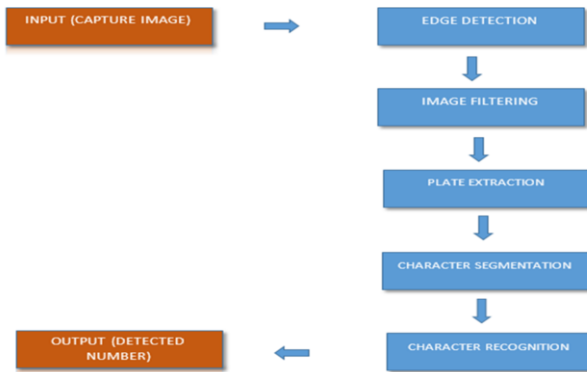 INPUT (CAPTURE IMAGE)
EDGE DETECTION
IMAGE FILTERING
PLATE EXTRACTION
CHARACTER SEGMENTATION
CHARACTER RECOGNITION
OUTPUT (DETECTED
NUMBER)